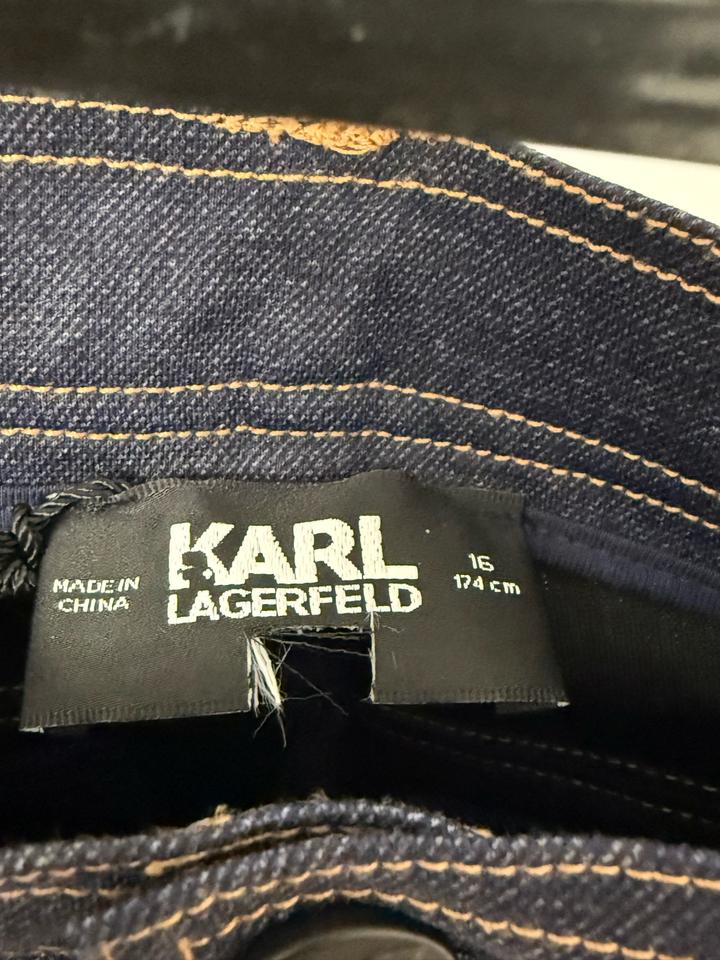 MADE IN
CHINA
KARL
LAGERFELD
16
174 cm